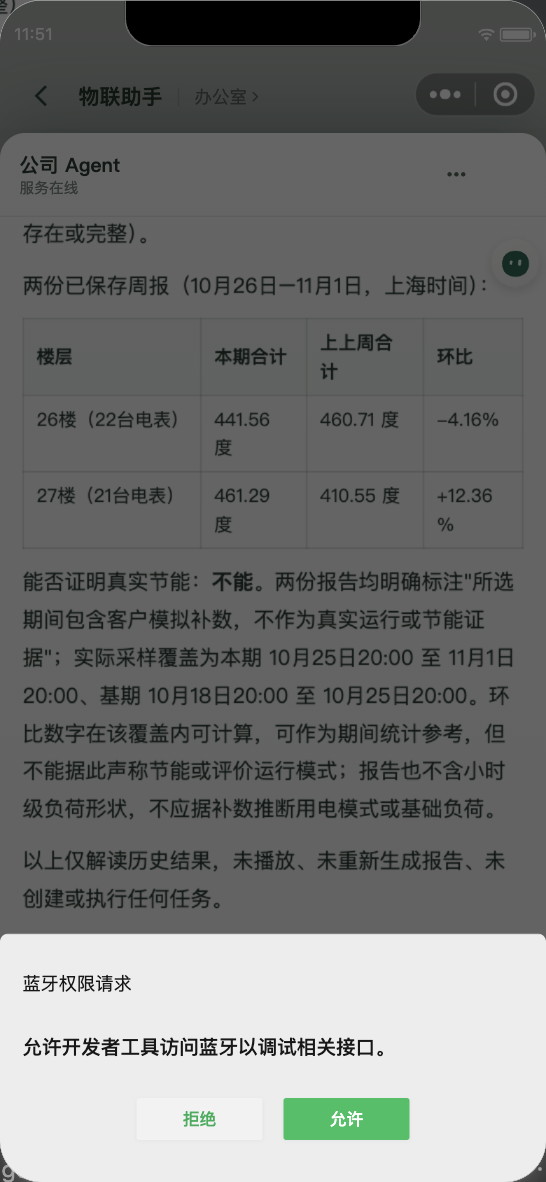 11:51
物联助手 办公室 >
公司 Agent
服务在线
存在或完整）。
两份已保存周报（10月26日—11月1日，上海时间）：
楼层 本期合计 上上周合计 环比
26楼（22台电表） 441.56 度 460.71 度 −4.16%
27楼（21台电表） 461.29 度 410.55 度 +12.36%
能否证明真实节能：不能。两份报告均明确标注"所选
期间包含客户模拟补数，不作为真实运行或节能证
据"；实际采样覆盖为本期 10月25日20:00 至 11月1日
20:00、基期 10月18日20:00 至 10月25日20:00。环
比数字在该覆盖内可计算，可作为期间统计参考，但
不能据此声称节能或评价运行模式；报告也不含小时
级负荷形状，不应据补数推断用电模式或基础负荷。
以上仅解读历史结果，未播放、未重新生成报告、未
创建或执行任何任务。
蓝牙权限请求
允许开发者工具访问蓝牙以调试相关接口。
拒绝 允许